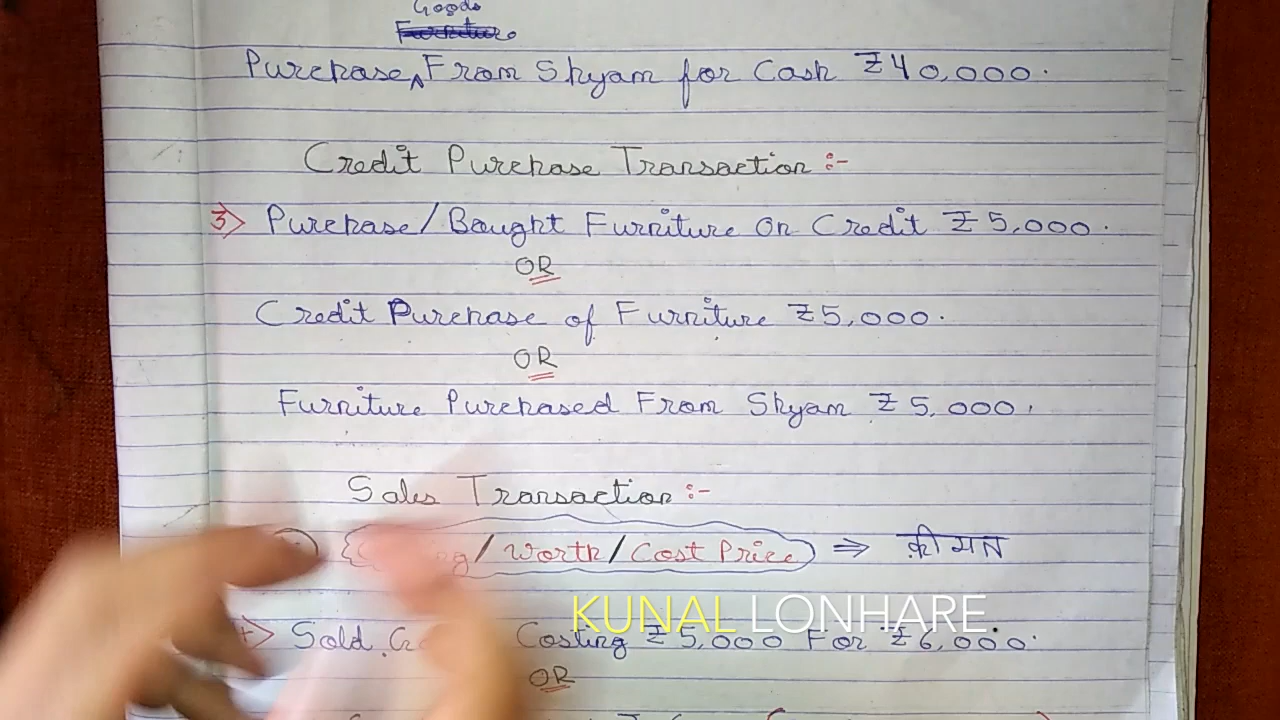 Goods
Purchase ^ From Shyam for Cash ₹40,000.
Credit Purchase Transaction :-
3> Purchase/Bought Furniture On Credit ₹5,000.
OR
Credit Purchase of Furniture ₹5,000.
OR
Furniture Purchased From Shyam ₹5,000.
Sales Transaction :-
/ Worth / Cost Price ⇒ क़ीमत
KUNAL LONHARE
Sold Costing ₹5,000 For ₹6,000.
OR